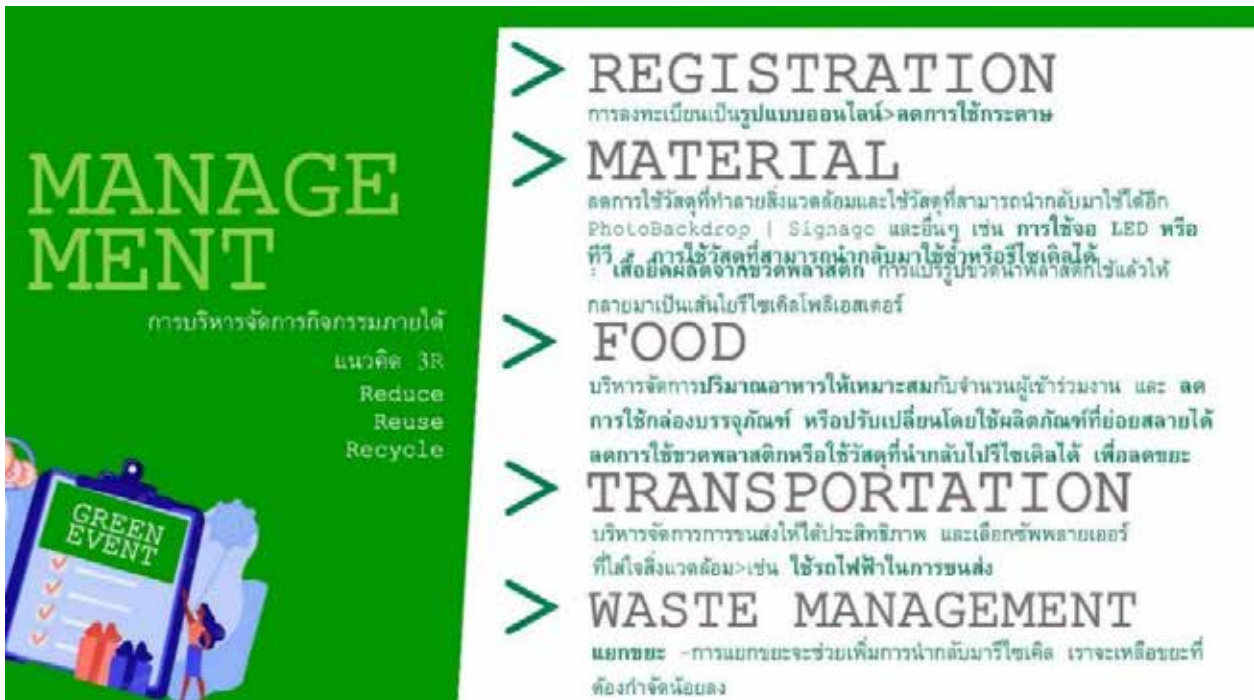 MANAGE
MENT
การบริหารจัดการกิจกรรมภายใต้
แนวคิด 3R
Reduce
Reuse
Recycle
GREEN
EVENT
REGISTRATION
การลงทะเบียนเป็นรูปแบบออนไลน์>ลดการใช้กระดาษ
MATERIAL
ลดการใช้วัสดุที่ทำลายสิ่งแวดล้อมและใช้วัสดุที่สามารถนำกลับมาใช้ได้อีก
PhotoBackdrop | Signage และอื่นๆ เช่น การใช้จอ LED หรือ
ทีวี , การใช้วัสดุที่สามารถนำกลับมาใช้ซ้ำหรือรีไซเคิลได้
: เสื้อยืดผลิตจากขวดพลาสติก การแปรรูปขวดน้ำพลาสติกใช้แล้วให้
กลายมาเป็นเส้นใยรีไซเคิลโพลีเอสเตอร์
FOOD
บริหารจัดการปริมาณอาหารให้เหมาะสมกับจำนวนผู้เข้าร่วมงาน และ ลด
การใช้กล่องบรรจุภัณฑ์ หรือปรับเปลี่ยนโดยใช้ผลิตภัณฑ์ที่ย่อยสลายได้
ลดการใช้ขวดพลาสติกหรือใช้วัสดุที่นำกลับไปรีไซเคิลได้ เพื่อลดขยะ
TRANSPORTATION
บริหารจัดการการขนส่งให้ได้ประสิทธิภาพ และเลือกซัพพลายเออร์
ที่ใส่ใจสิ่งแวดล้อม>เช่น ใช้รถไฟฟ้าในการขนส่ง
WASTE MANAGEMENT
แยกขยะ -การแยกขยะจะช่วยเพิ่มการนำกลับมารีไซเคิล เราจะเหลือขยะที่
ต้องกำจัดน้อยลง